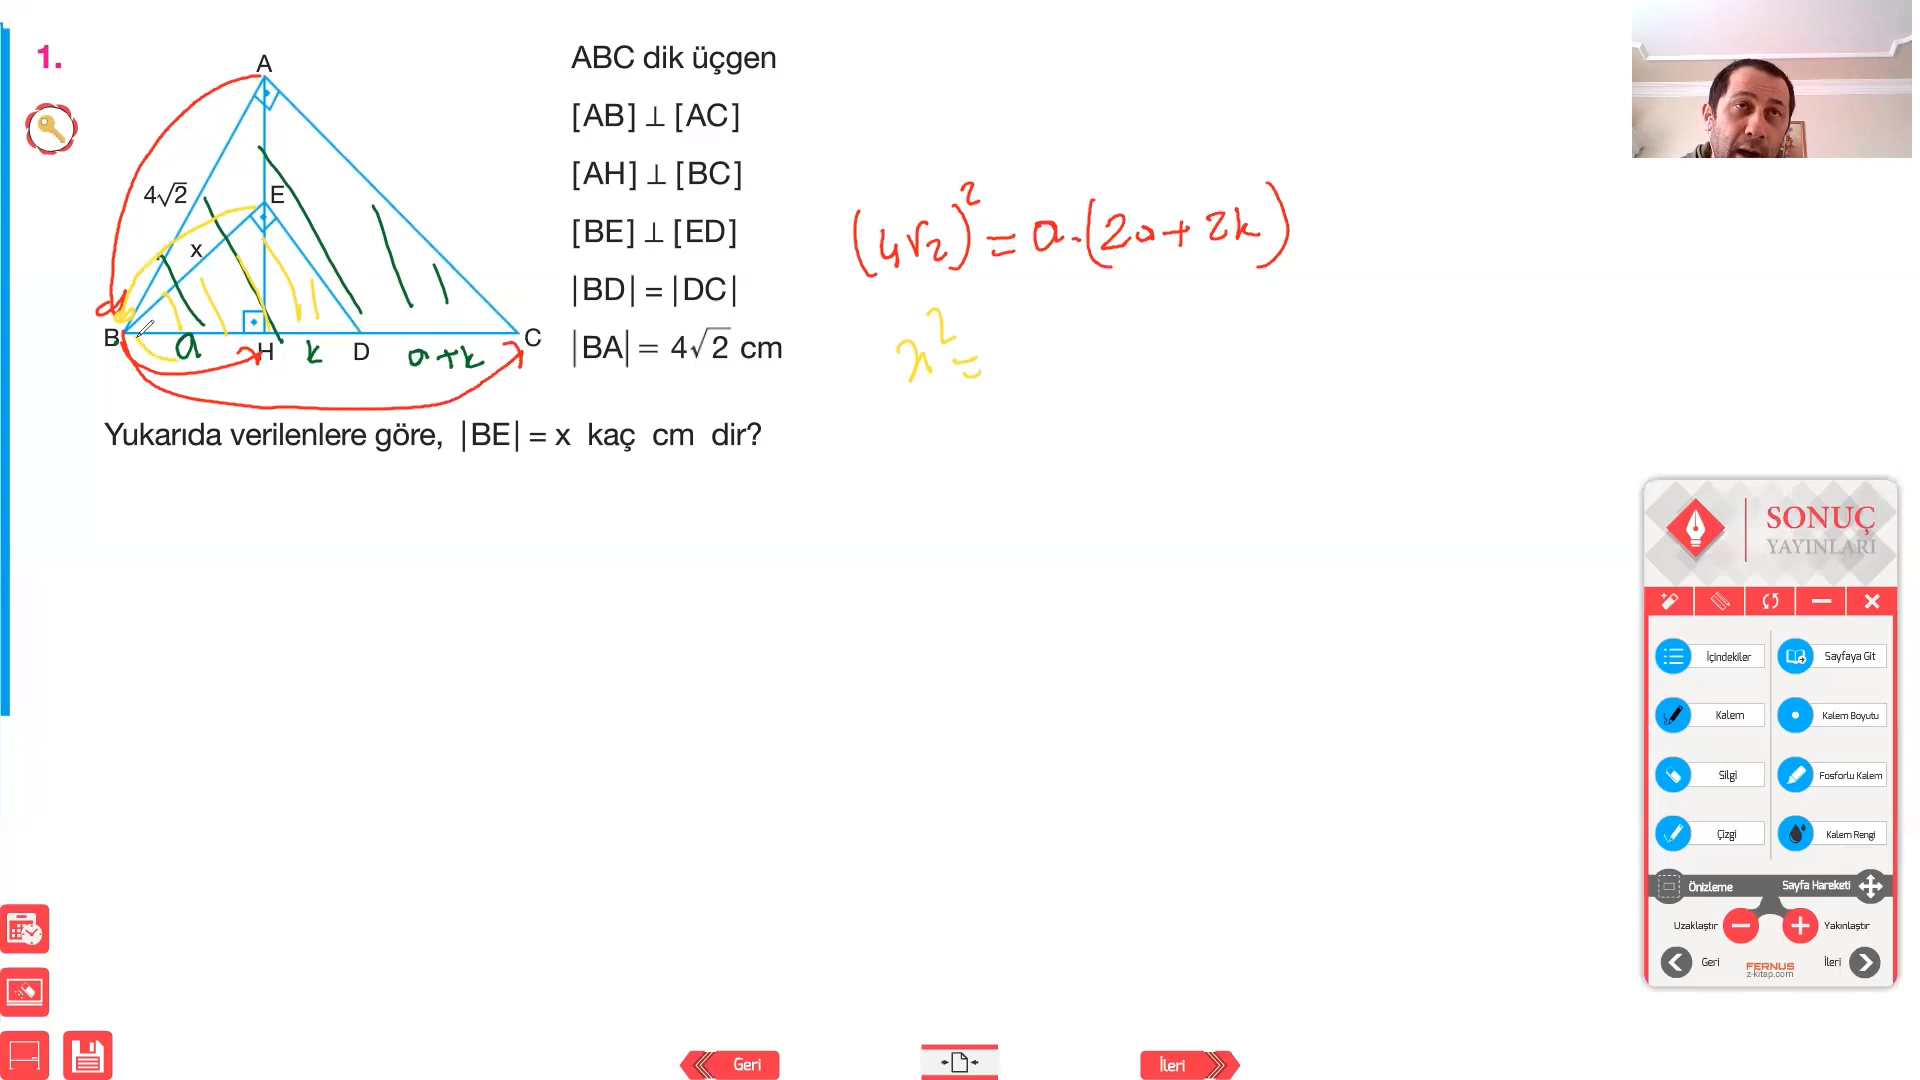 1.
A
ABC dik üçgen
[AB] ⊥ [AC]
[AH] ⊥ [BC]
4√2
E
[BE] ⊥ [ED]
(4√2)² = a.(2a+2k)
x
|BD| = |DC|
B
a
H
k
D
a+k
C
|BA| = 4√2 cm
x² =
Yukarıda verilenlere göre, |BE| = x kaç cm dir?
SONUÇ
YAYINLARI
İçindekiler
Sayfaya Git
Kalem
Kalem Boyutu
Silgi
Fosforlu Kalem
Çizgi
Kalem Rengi
Önizleme
Sayfa Hareketi
Uzaklaştır
Yakınlaştır
Geri
FERNUS
z-kitap.com
İleri
Geri
İleri